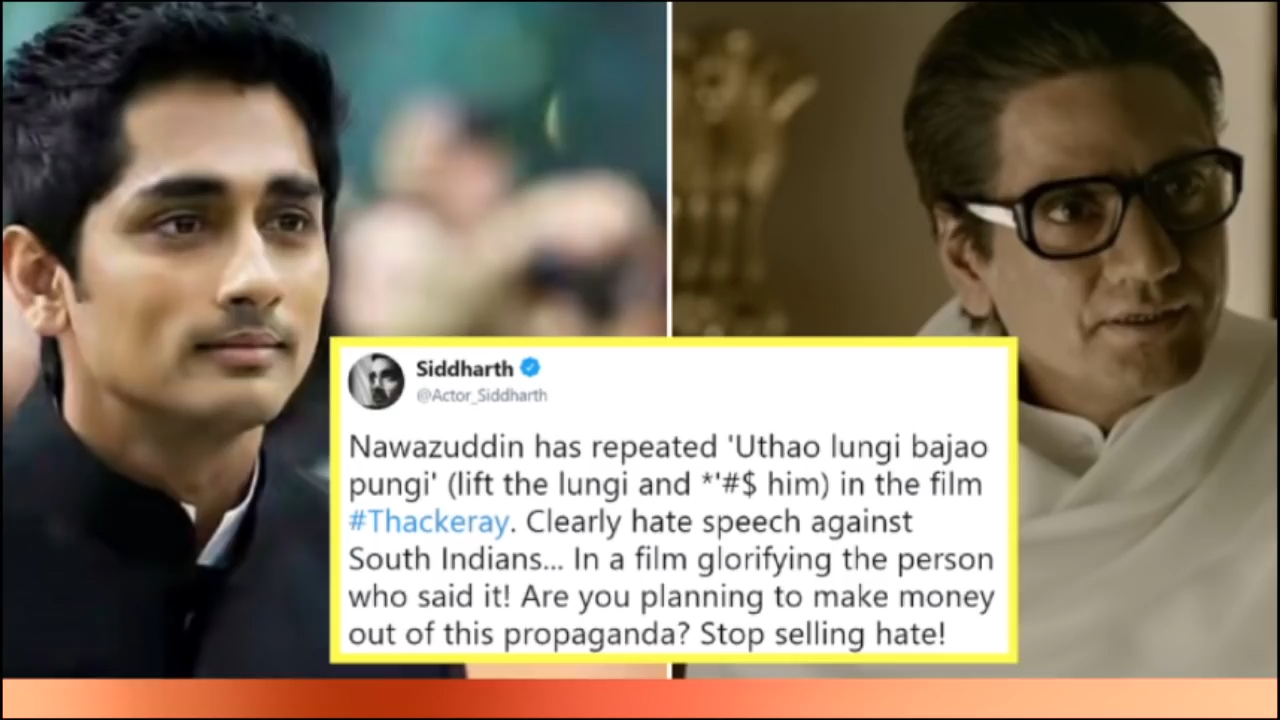 Siddharth
@Actor_Siddharth
Nawazuddin has repeated 'Uthao lungi bajao
pungi' (lift the lungi and *'#$ him) in the film
#Thackeray. Clearly hate speech against
South Indians... In a film glorifying the person
who said it! Are you planning to make money
out of this propaganda? Stop selling hate!